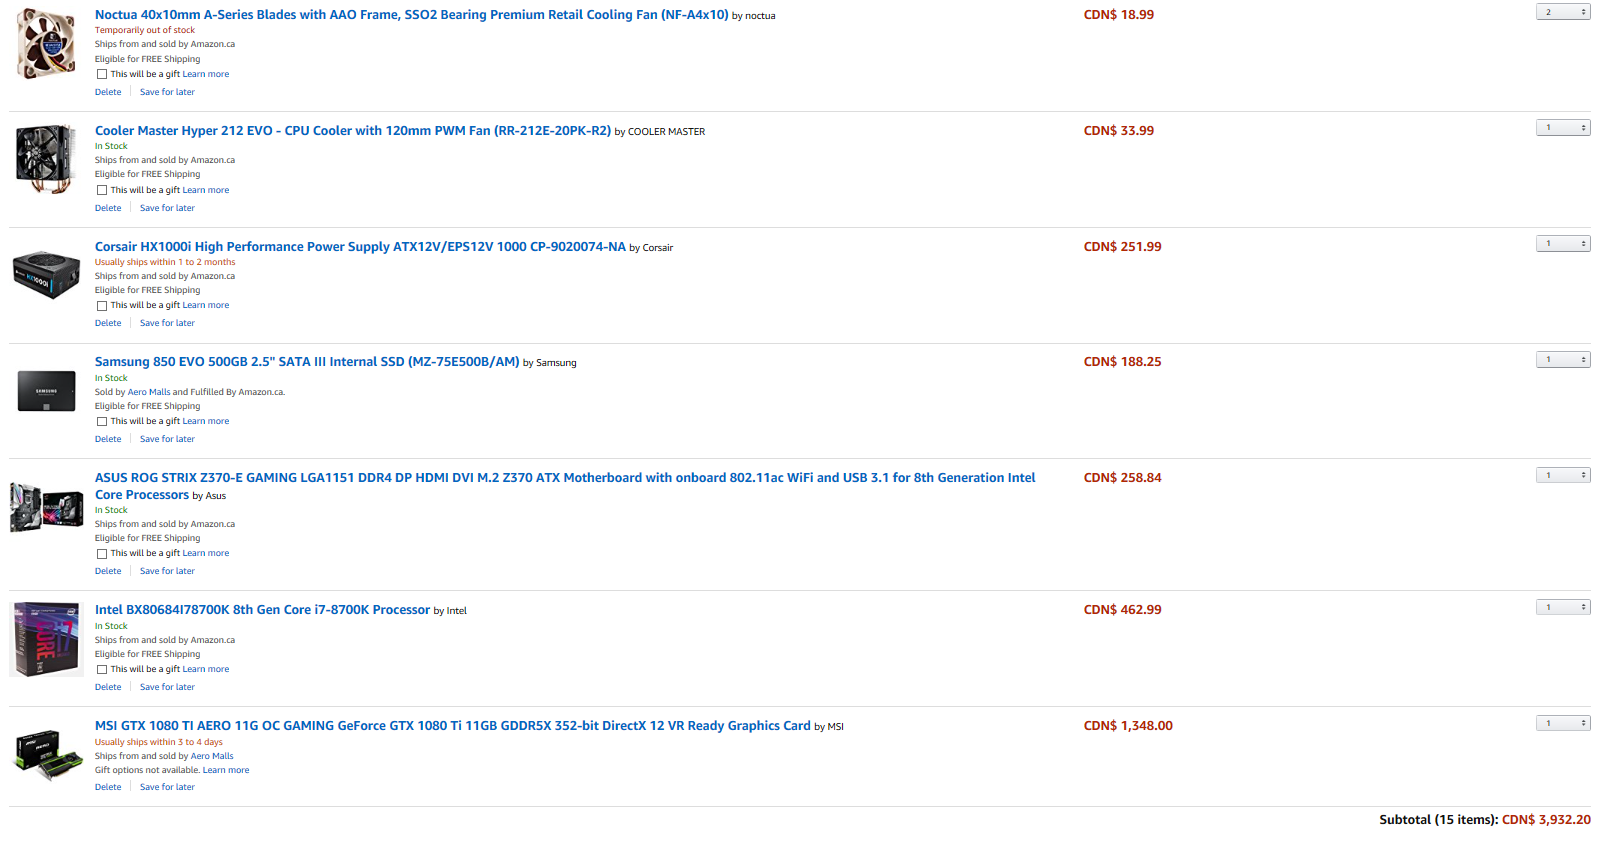 Noctua 40x10mm A-Series Blades with AAO Frame, SSO2 Bearing Premium Retail Cooling Fan (NF-A4x10) by noctua CDN$ 18.99 2
Temporarily out of stock
Ships from and sold by Amazon.ca
Eligible for FREE Shipping
This will be a gift Learn more
Delete Save for later
Cooler Master Hyper 212 EVO - CPU Cooler with 120mm PWM Fan (RR-212E-20PK-R2) by COOLER MASTER CDN$ 33.99 1
In Stock
Ships from and sold by Amazon.ca
Eligible for FREE Shipping
This will be a gift Learn more
Delete Save for later
Corsair HX1000i High Performance Power Supply ATX12V/EPS12V 1000 CP-9020074-NA by Corsair CDN$ 251.99 1
Usually ships within 1 to 2 months
Ships from and sold by Amazon.ca
Eligible for FREE Shipping
This will be a gift Learn more
Delete Save for later
HX1000i
Samsung 850 EVO 500GB 2.5" SATA III Internal SSD (MZ-75E500B/AM) by Samsung CDN$ 188.25 1
In Stock
Sold by Aero Malls and Fulfilled By Amazon.ca.
Eligible for FREE Shipping
This will be a gift Learn more
Delete Save for later
SAMSUNG
ASUS ROG STRIX Z370-E GAMING LGA1151 DDR4 DP HDMI DVI M.2 Z370 ATX Motherboard with onboard 802.11ac WiFi and USB 3.1 for 8th Generation Intel CDN$ 258.84 1
Core Processors by Asus
In Stock
Ships from and sold by Amazon.ca
Eligible for FREE Shipping
This will be a gift Learn more
Delete Save for later
Intel BX80684I78700K 8th Gen Core i7-8700K Processor by Intel CDN$ 462.99 1
In Stock
Ships from and sold by Amazon.ca
Eligible for FREE Shipping
This will be a gift Learn more
Delete Save for later
CORE i7
MSI GTX 1080 TI AERO 11G OC GAMING GeForce GTX 1080 Ti 11GB GDDR5X 352-bit DirectX 12 VR Ready Graphics Card by MSI CDN$ 1,348.00 1
Usually ships within 3 to 4 days
Ships from and sold by Aero Malls
Gift options not available. Learn more
Delete Save for later
Subtotal (15 items): CDN$ 3,932.20